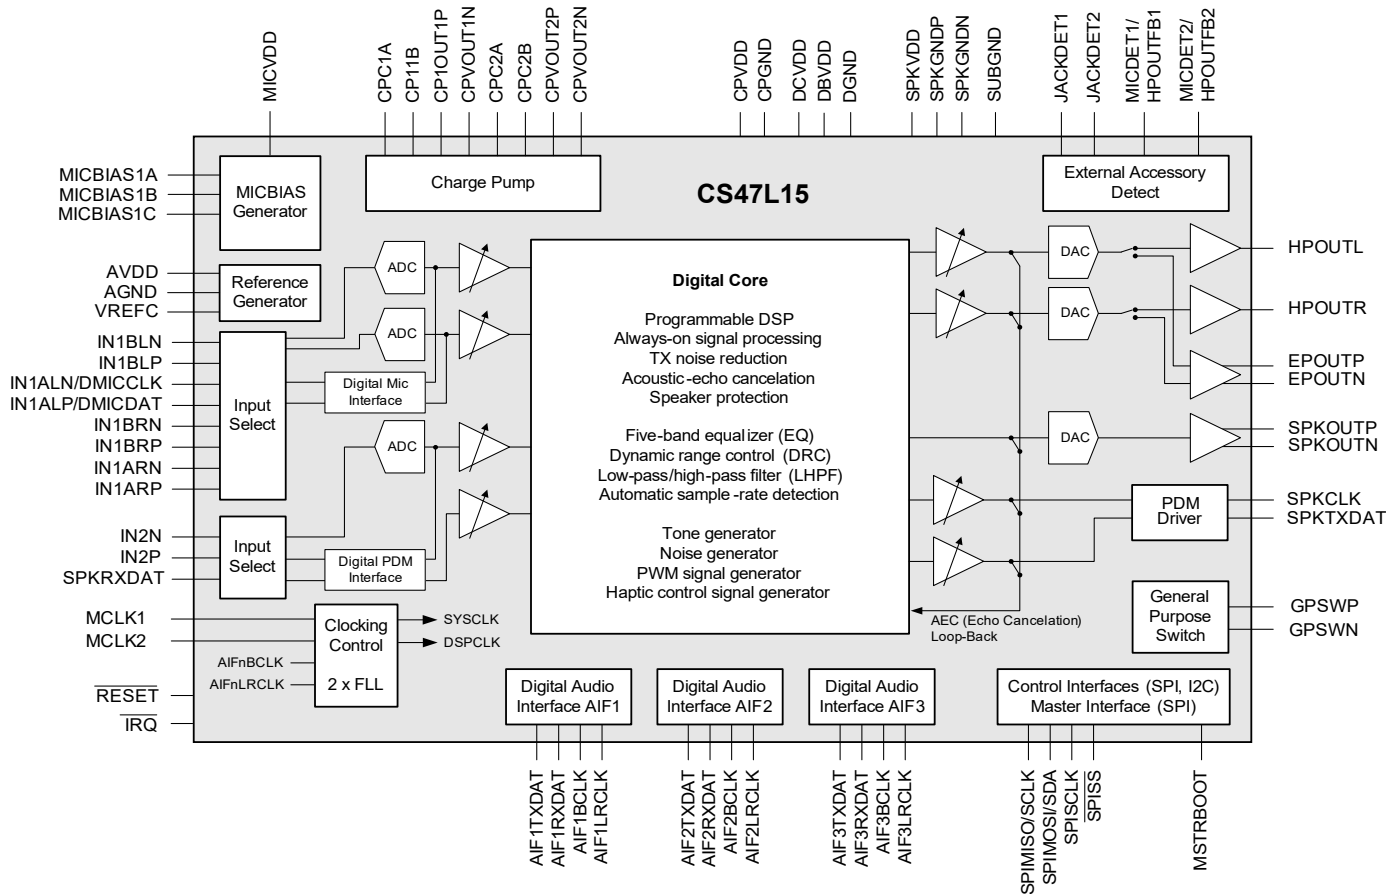 MICVDD
CPC1A
CP11B
CP1OUT1P
CPVOUT1N
CPC2A
CPC2B
CPVOUT2P
CPVOUT2N
CPVDD
CPGND
DCVDD
DBVDD
DGND
SPKVDD
SPKGNDP
SPKGNDN
SUBGND
JACKDET1
JACKDET2
MICDET1/
HPOUTFB1
MICDET2/
HPOUTFB2
MICBIAS1A
MICBIAS1B
MICBIAS1C
MICBIAS
Generator
Charge Pump
CS47L15
External Accessory
Detect
AVDD
AGND
VREFC
Reference
Generator
IN1BLN
IN1BLP
IN1ALN/DMICCLK
IN1ALP/DMICDAT
IN1BRN
IN1BRP
IN1ARN
IN1ARP
Input
Select
ADC
ADC
Digital Mic
Interface
ADC
IN2N
IN2P
SPKRXDAT
Input
Select
Digital PDM
Interface
MCLK1
MCLK2
AIFnBCLK
AIFnLRCLK
Clocking
Control
2 x FLL
SYSCLK
DSPCLK
RESET
IRQ
Digital Core
Programmable DSP
Always-on signal processing
TX noise reduction
Acoustic-echo cancelation
Speaker protection
Five-band equalizer (EQ)
Dynamic range control (DRC)
Low-pass/high-pass filter (LHPF)
Automatic sample-rate detection
Tone generator
Noise generator
PWM signal generator
Haptic control signal generator
DAC
DAC
DAC
HPOUTL
HPOUTR
EPOUTP
EPOUTN
SPKOUTP
SPKOUTN
PDM
Driver
SPKCLK
SPKTXDAT
AEC (Echo Cancelation)
Loop-Back
General
Purpose
Switch
GPSWP
GPSWN
Digital Audio
Interface AIF1
Digital Audio
Interface AIF2
Digital Audio
Interface AIF3
Control Interfaces (SPI, I2C)
Master Interface (SPI)
AIF1TXDAT
AIF1RXDAT
AIF1BCLK
AIF1LRCLK
AIF2TXDAT
AIF2RXDAT
AIF2BCLK
AIF2LRCLK
AIF3TXDAT
AIF3RXDAT
AIF3BCLK
AIF3LRCLK
SPIMISO/SCLK
SPIMOSI/SDA
SPISCLK
SPISS
MSTRBOOT